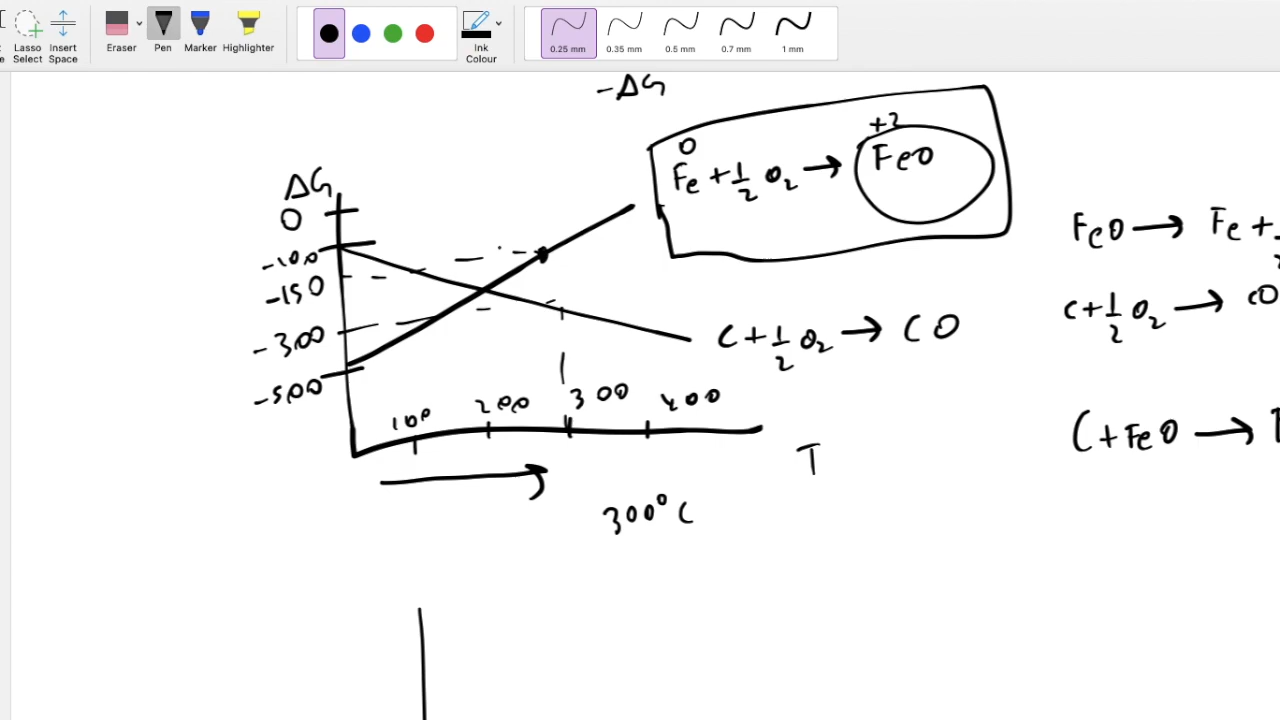 Lasso Select
Insert Space
Eraser
Pen
Marker
Highlighter
Ink Colour
0.25 mm
0.35 mm
0.5 mm
0.7 mm
1 mm
-ΔG
0 +2
Fe + 1/2 O2 → FeO
ΔG
0
-100
-150
-300
-500
FeO → Fe +
C + 1/2 O2 → CO
C + 1/2 O2 → CO
100 200 300 400
T
C + FeO →
300°C